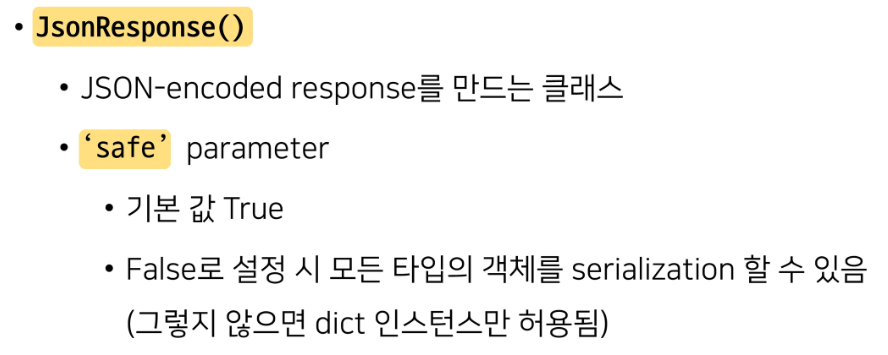 • JsonResponse()
• JSON-encoded response를 만드는 클래스
• ‘safe’ parameter
• 기본 값 True
• False로 설정 시 모든 타입의 객체를 serialization 할 수 있음
(그렇지 않으면 dict 인스턴스만 허용됨)